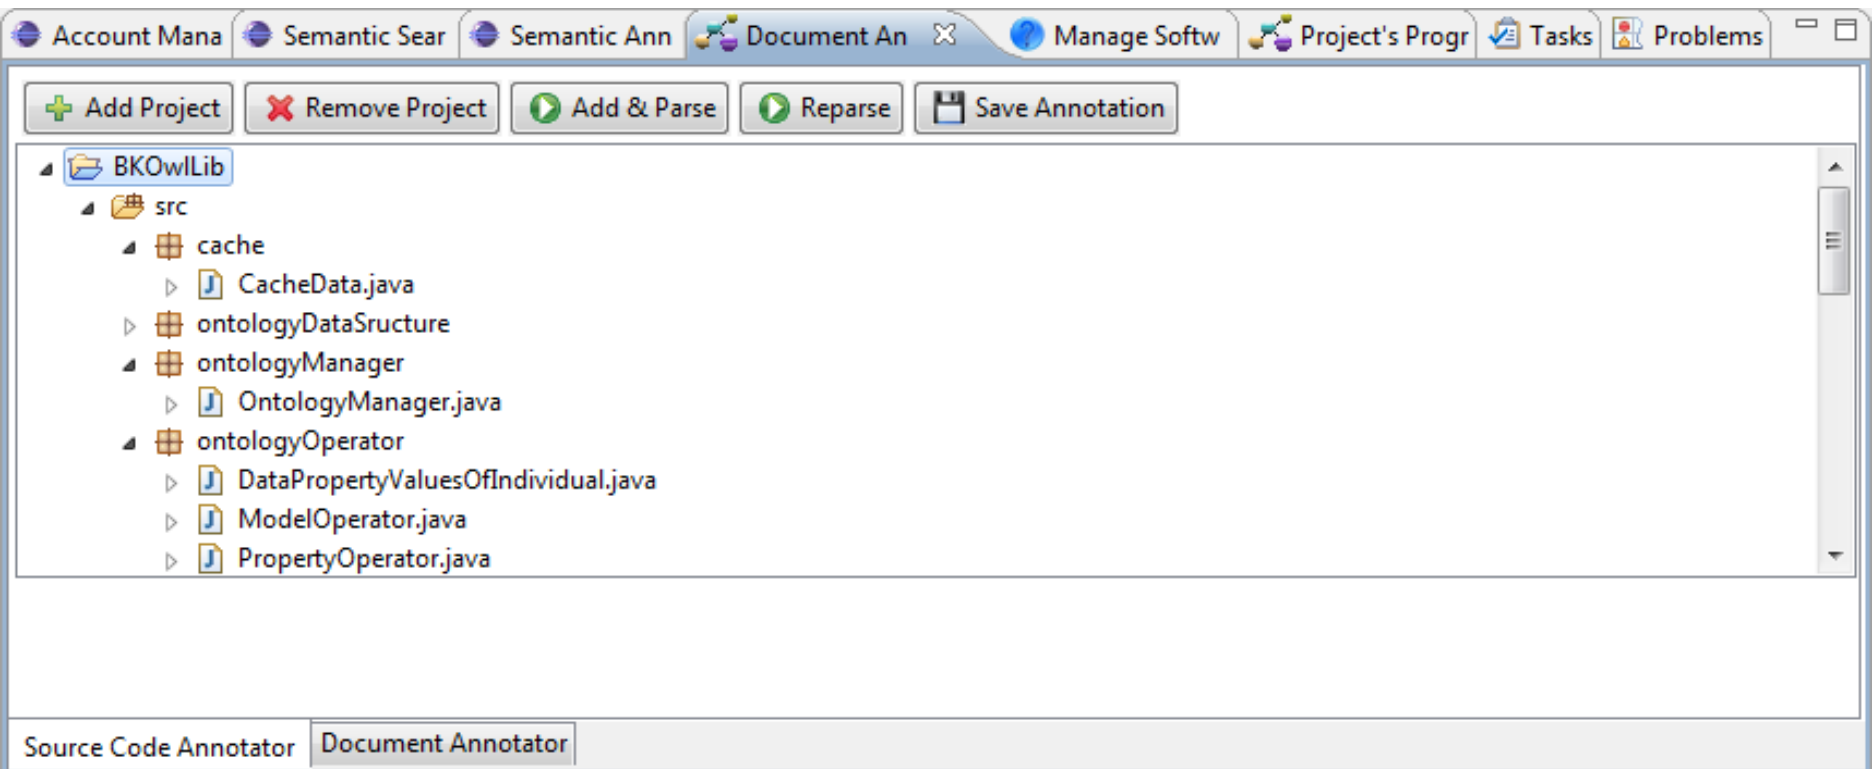 Account Mana Semantic Sear Semantic Ann Document An Manage Softw Project's Progr Tasks Problems
Add Project Remove Project Add & Parse Reparse Save Annotation
BKOwlLib
src
cache
CacheData.java
ontologyDataSructure
ontologyManager
OntologyManager.java
ontologyOperator
DataPropertyValuesOfIndividual.java
ModelOperator.java
PropertyOperator.java
Source Code Annotator Document Annotator